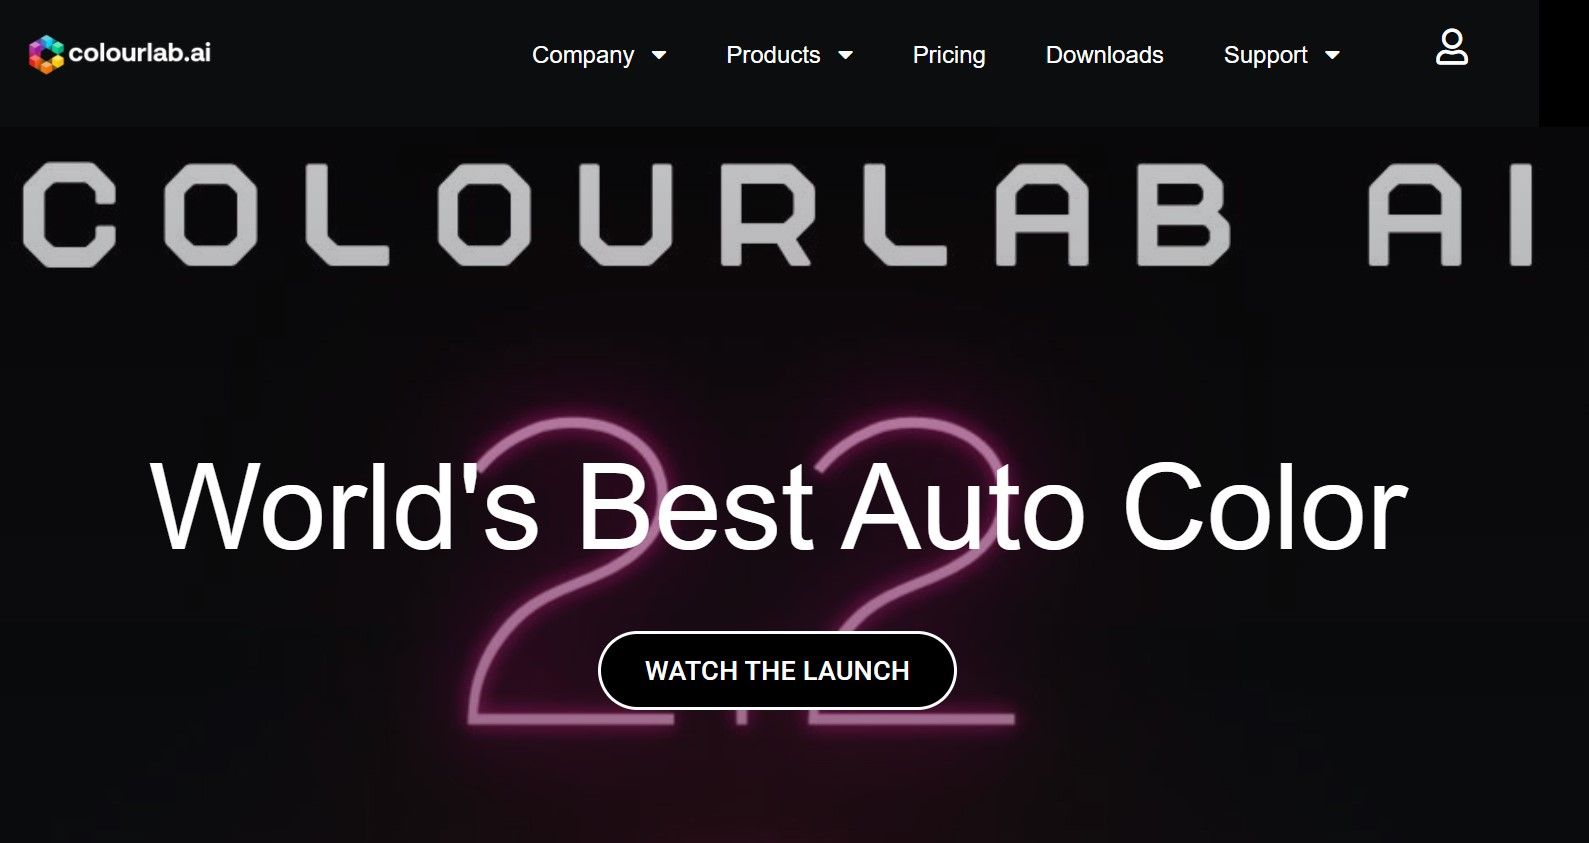 colourlab.ai
Company Products Pricing Downloads Support
COLOURLAB AI
2.2
World's Best Auto Color
WATCH THE LAUNCH